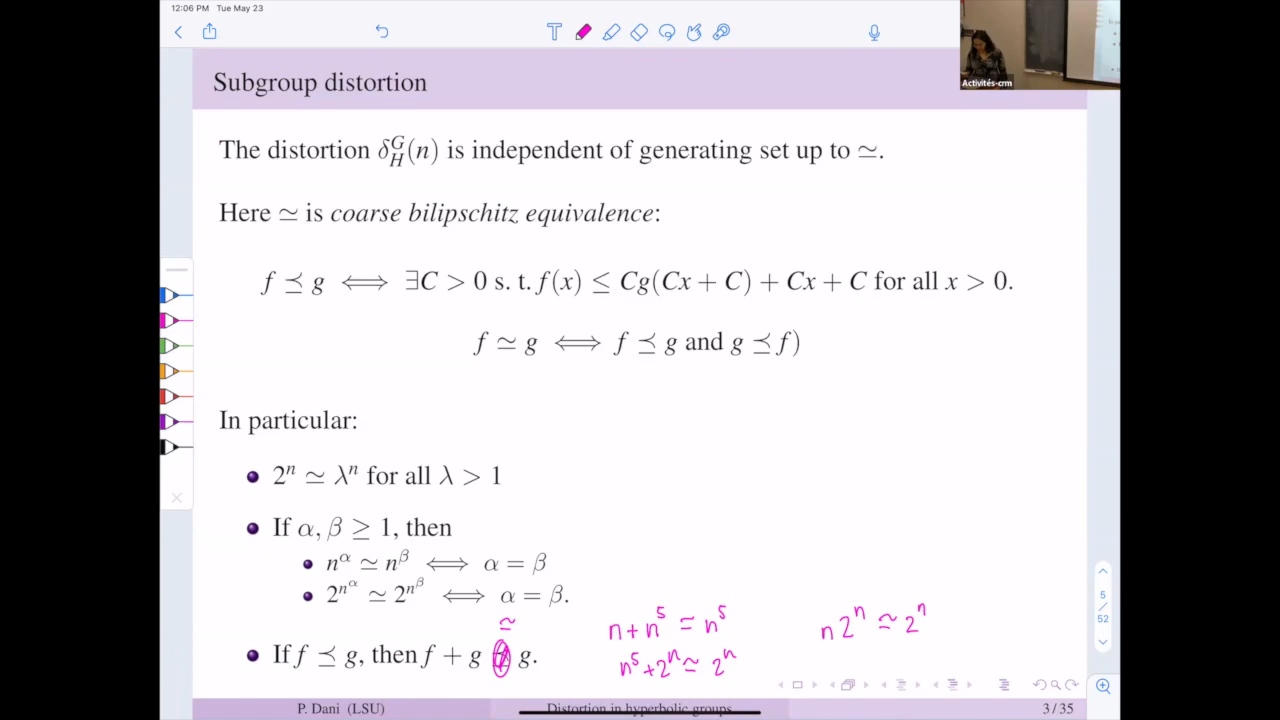 12:06 PM Tue May 23
Activités-crm
Subgroup distortion
The distortion δ_H^G(n) is independent of generating set up to ≃.
Here ≃ is coarse bilipschitz equivalence:
f ⪯ g ⟺ ∃C > 0 s. t. f(x) ≤ Cg(Cx + C) + Cx + C for all x > 0.
f ≃ g ⟺ f ⪯ g and g ⪯ f)
In particular:
2^n ≃ λ^n for all λ > 1
If α, β ≥ 1, then
n^α ≃ n^β ⟺ α = β
2^{n^α} ≃ 2^{n^β} ⟺ α = β.
≃
n + n^5 ≃ n^5
n 2^n ≃ 2^n
If f ⪯ g, then f + g g.
n^5 + 2^n ≃ 2^n
5
/
52
P. Dani (LSU) Distortion in hyperbolic groups 3 / 35